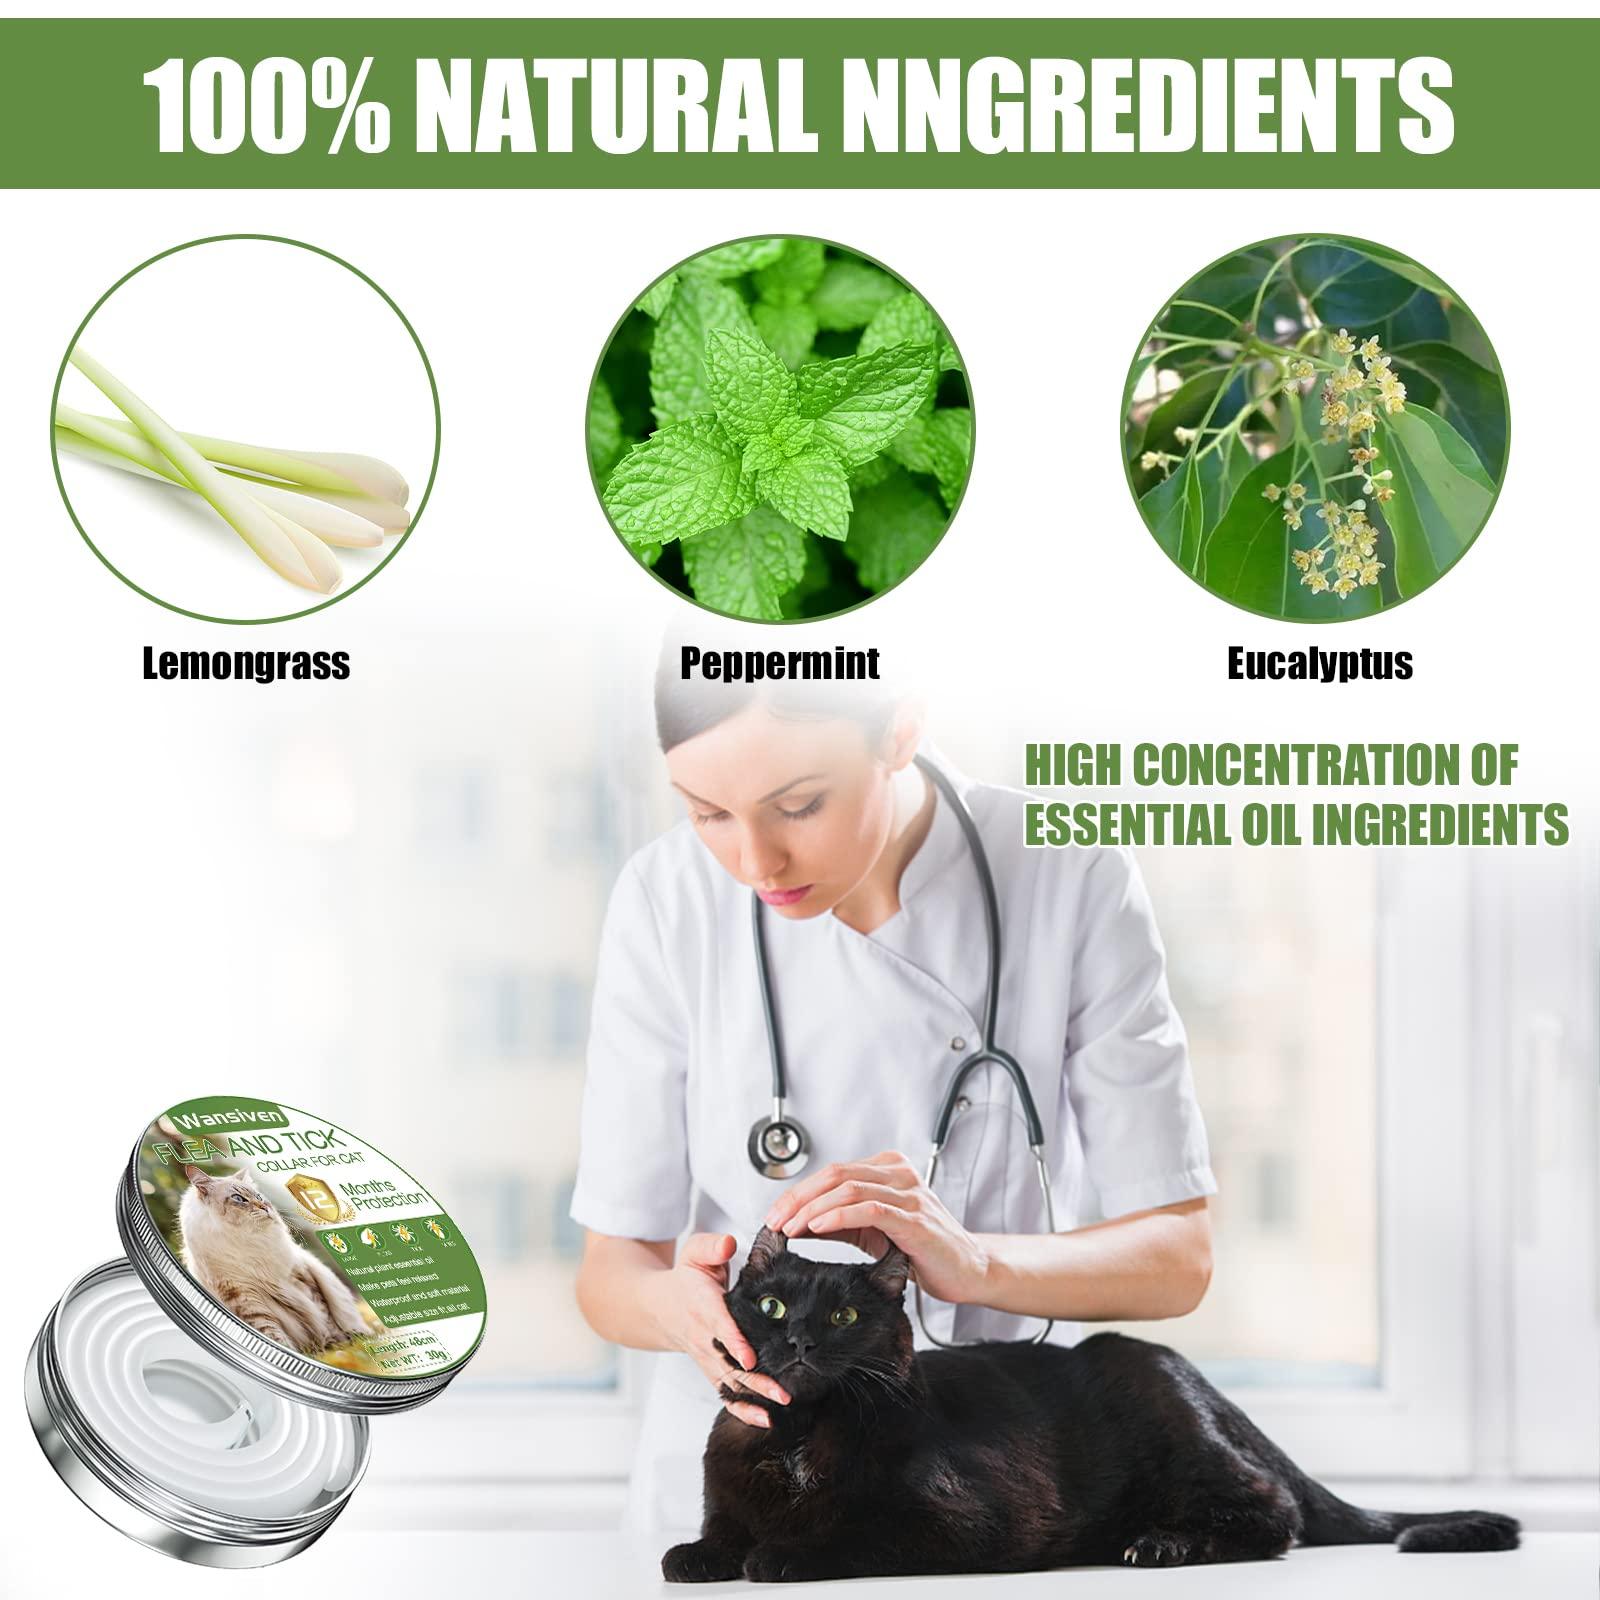 100% NATURAL NNGREDIENTS
Lemongrass
Peppermint
Eucalyptus
HIGH CONCENTRATION OF
ESSENTIAL OIL INGREDIENTS
Wansiven
FLEA AND TICK
COLLAR FOR CAT
12
Months
Protection
Natural plant essential oil
Make pets feel relaxed
Waterproof and soft material
Adjustable size fit all cat
Length: 48cm
Net WT: 30g